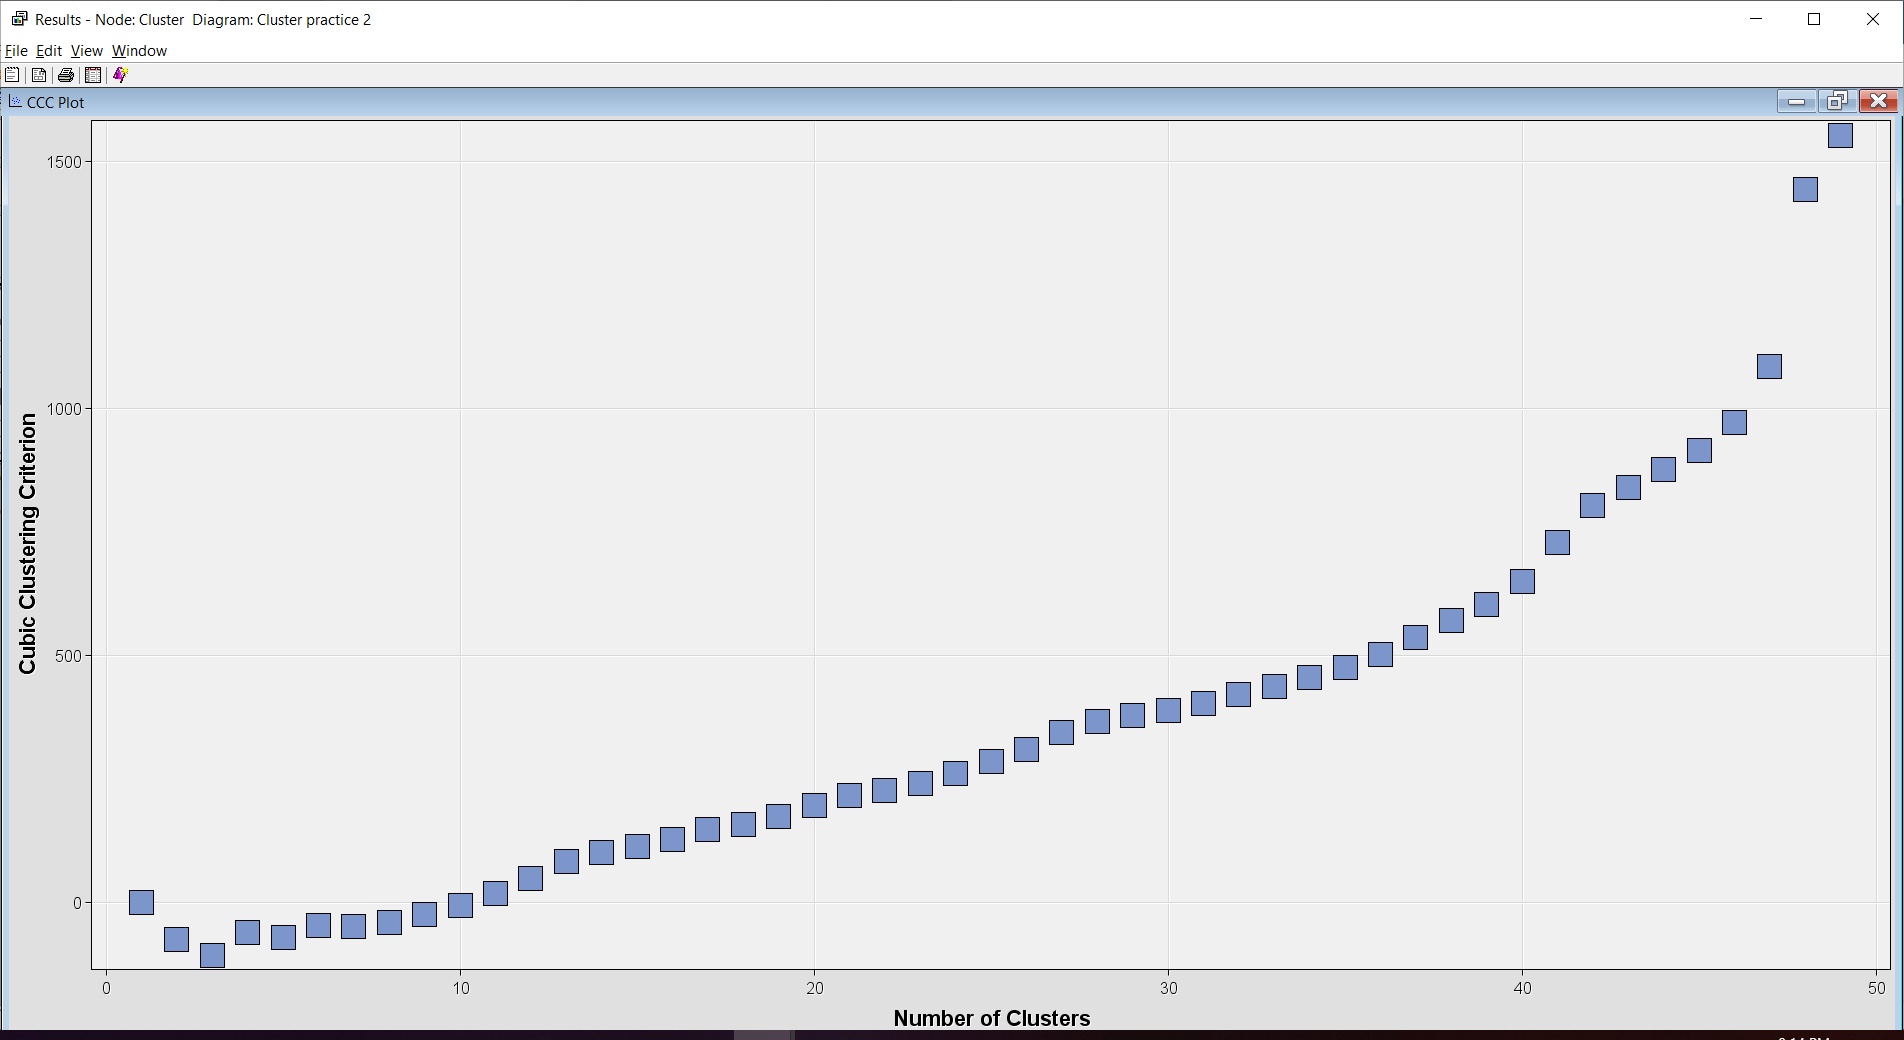 Results - Node: Cluster  Diagram: Cluster practice 2
File Edit View Window
CCC Plot
1500
1000
500
0
Cubic Clustering Criterion
0 10 20 30 40 50
Number of Clusters